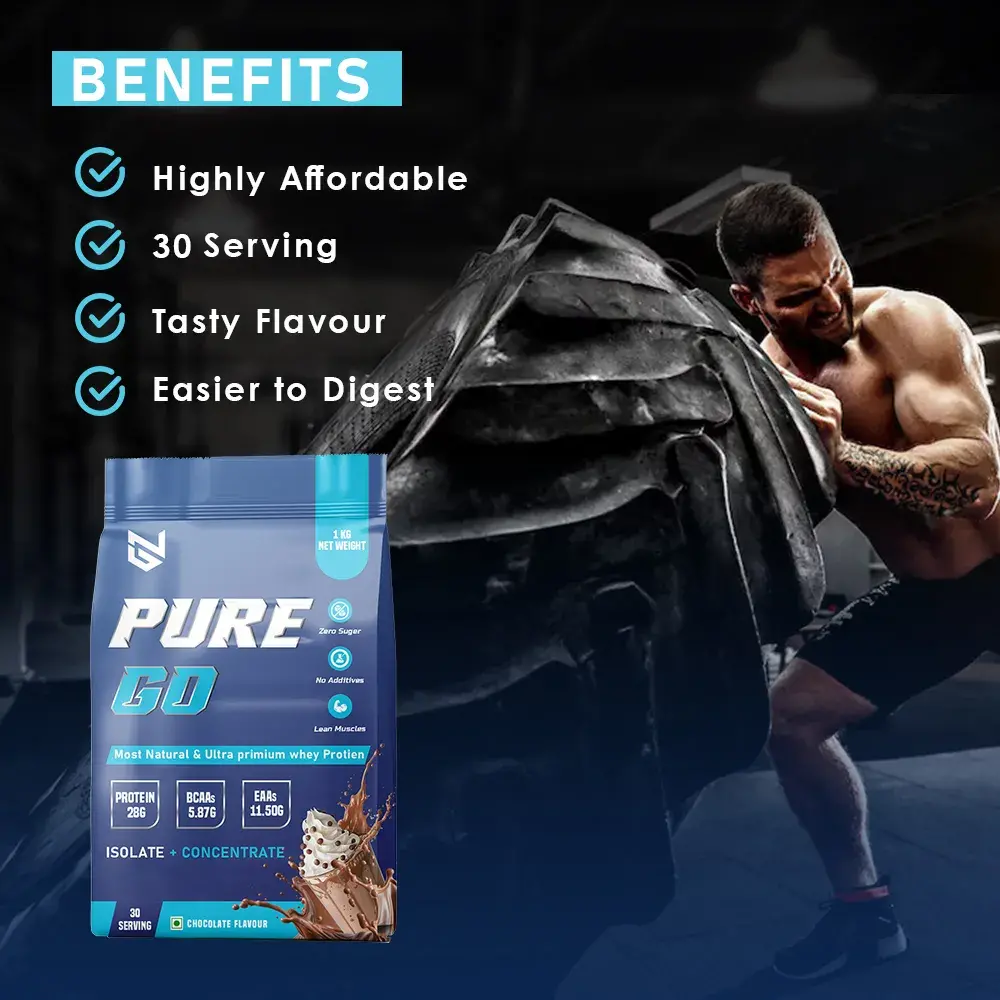 BENEFITS
Highly Affordable
30 Serving
Tasty Flavour
Easier to Digest
1 KG
NET WEIGHT
PURE
GO
Zero Suger
No Additives
Lean Muscles
Most Natural & Ultra primium whey Protien
PROTEIN
28G
BCAAs
5.87G
EAAs
11.50G
ISOLATE + CONCENTRATE
30
SERVING
CHOCOLATE FLAVOUR